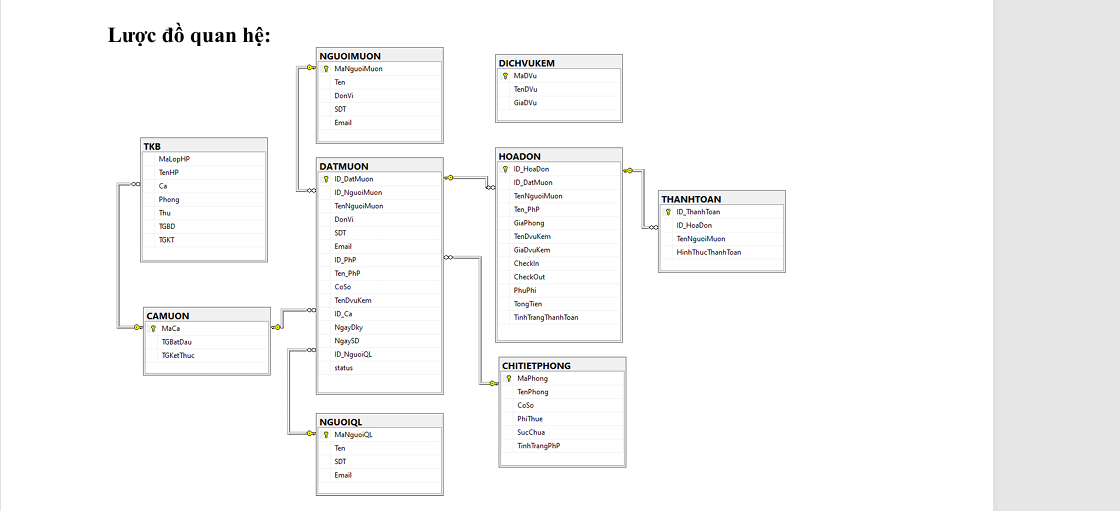 Lược đồ quan hệ:
NGUOIMUON
MaNguoiMuon
Ten
DonVi
SDT
Email
DICHVUKEM
MaDVu
TenDVu
GiaDVu
TKB
MaLopHP
TenHP
Ca
Phong
Thu
TGBD
TGKT
DATMUON
ID_DatMuon
ID_NguoiMuon
TenNguoiMuon
DonVi
SDT
Email
ID_PhP
Ten_PhP
CoSo
TenDvuKem
ID_Ca
NgayDky
NgaySD
ID_NguoiQL
status
HOADON
ID_HoaDon
ID_DatMuon
TenNguoiMuon
Ten_PhP
GiaPhong
TenDvuKem
GiaDvuKem
CheckIn
CheckOut
PhuPhi
TongTien
TinhTrangThanhToan
THANHTOAN
ID_ThanhToan
ID_HoaDon
TenNguoiMuon
HinhThucThanhToan
CAMUON
MaCa
TGBatDau
TGKetThuc
CHITIETPHONG
MaPhong
TenPhong
CoSo
PhiThue
SucChua
TinhTrangPhP
NGUOIQL
MaNguoiQL
Ten
SDT
Email